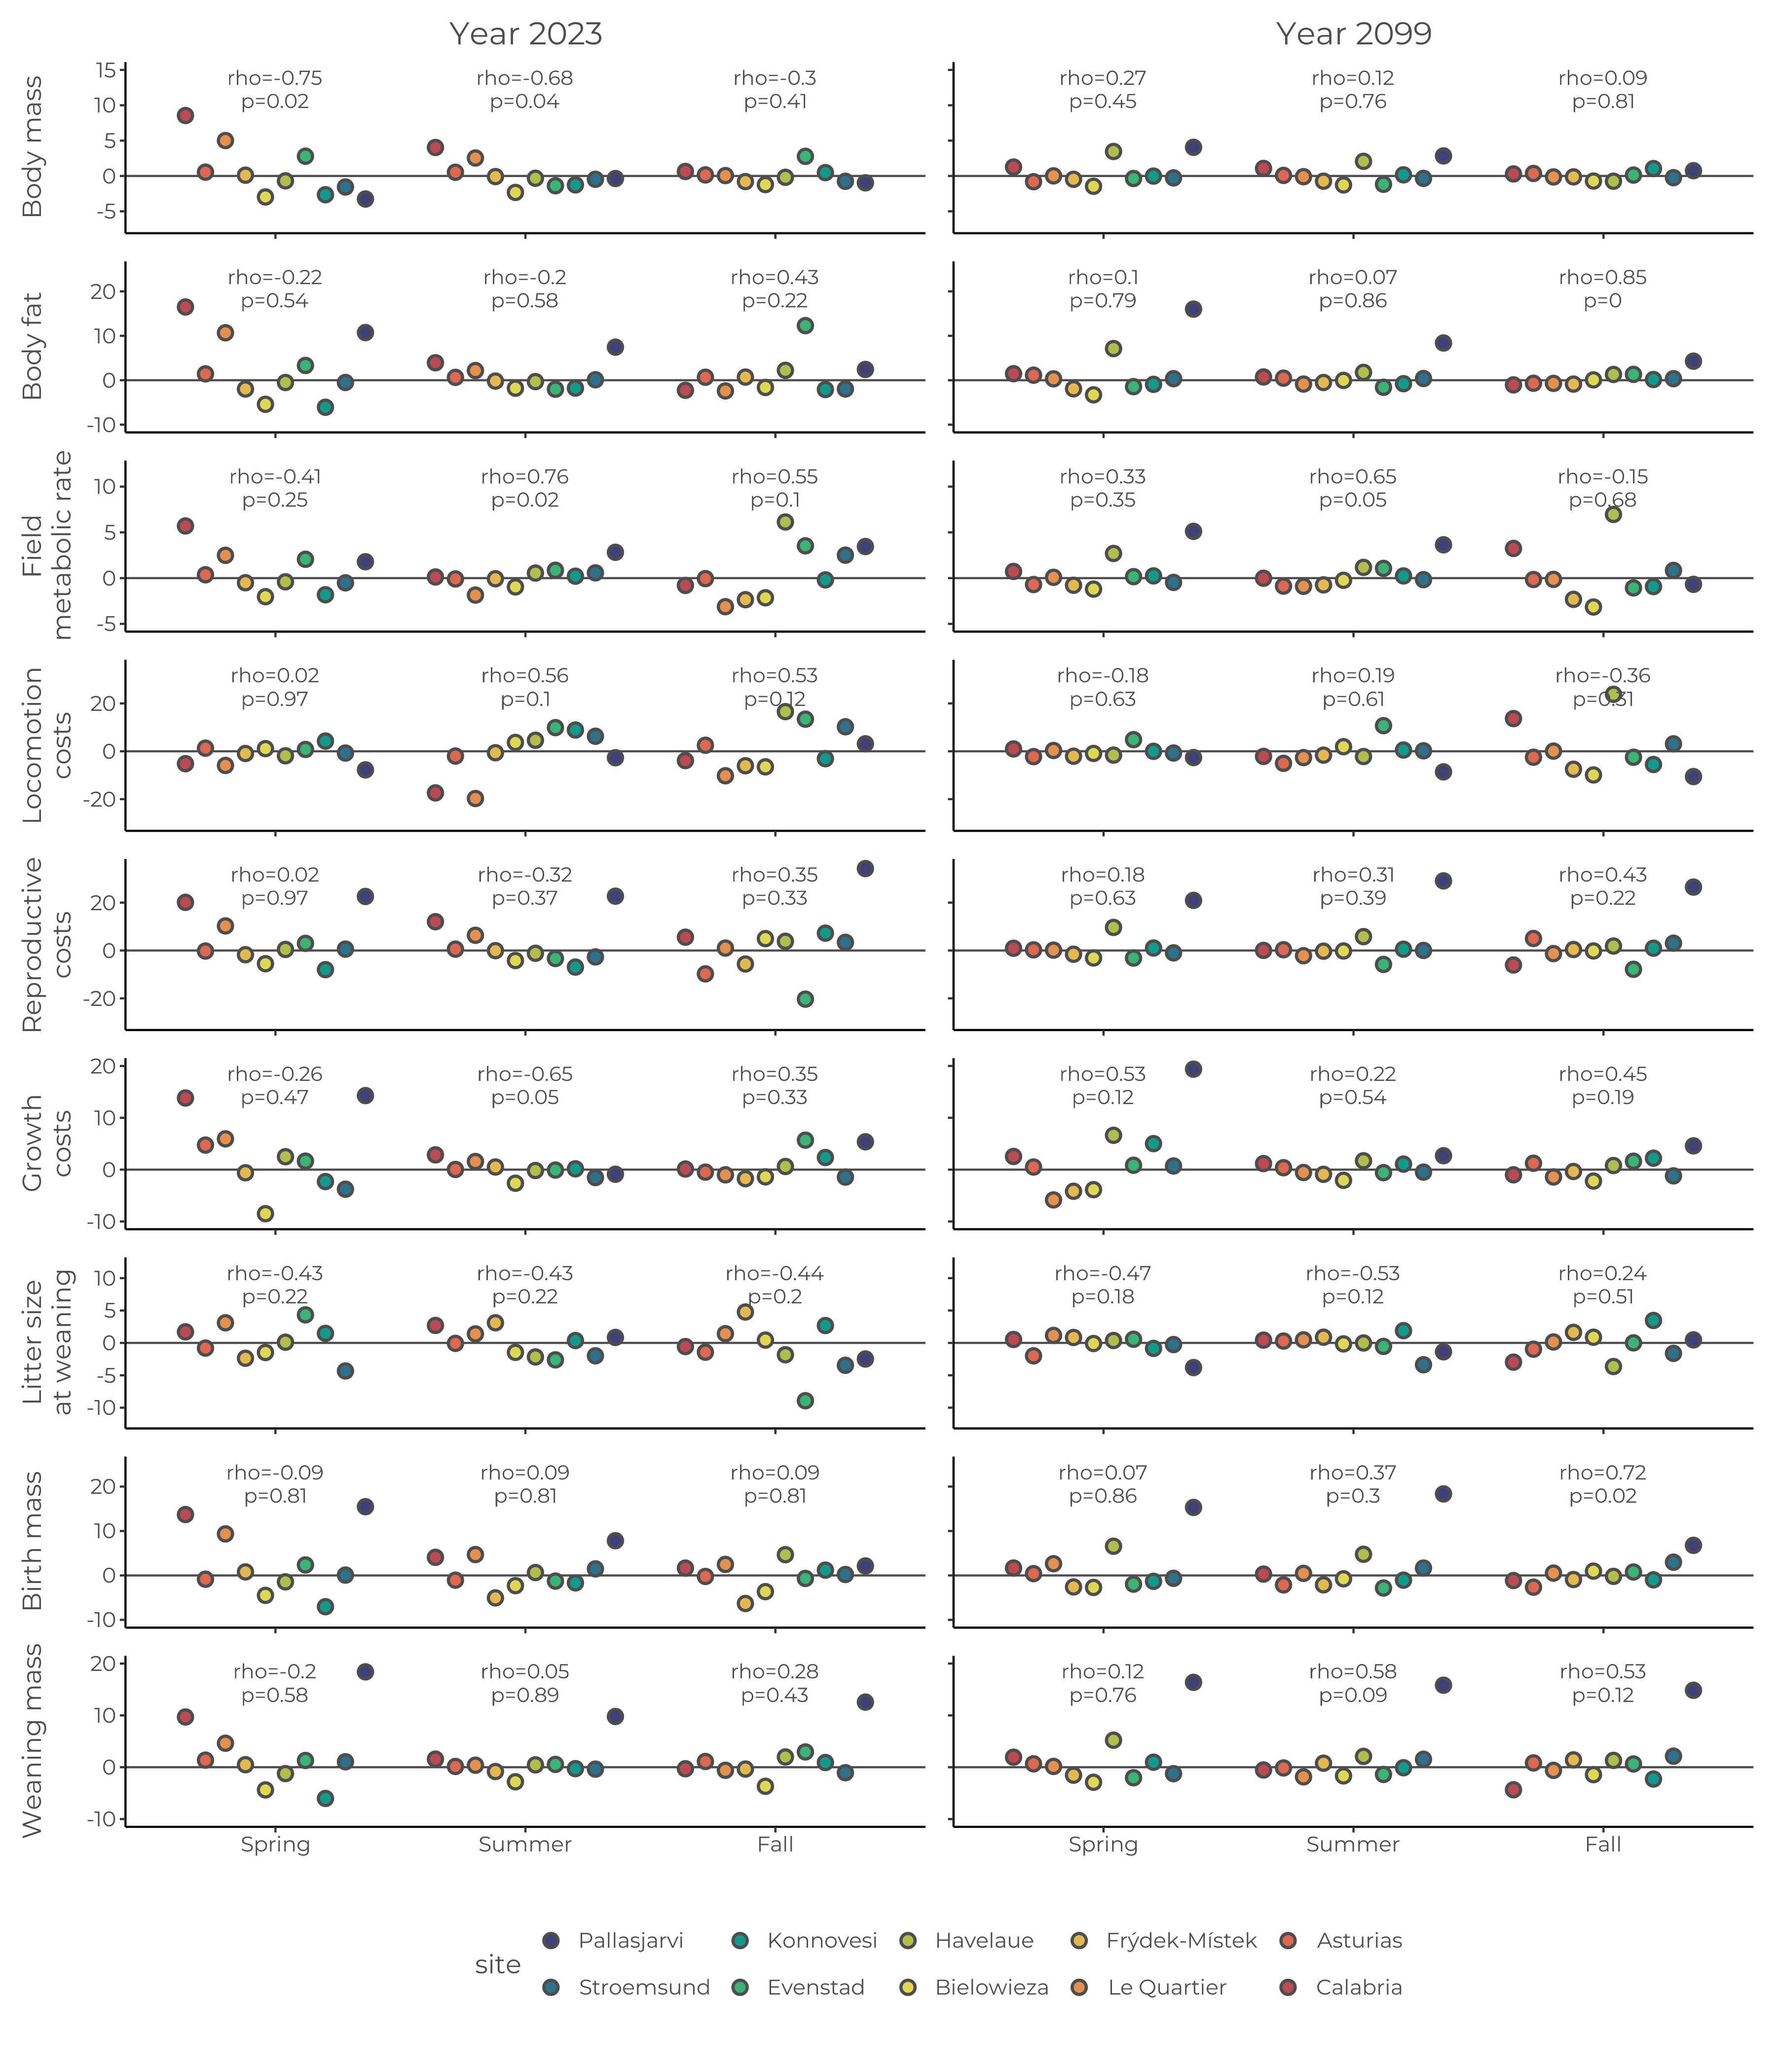 Year 2023
Year 2099
Body mass
15
10
5
0
-5
rho=-0.75
p=0.02
rho=-0.68
p=0.04
rho=-0.3
p=0.41
rho=0.27
p=0.45
rho=0.12
p=0.76
rho=0.09
p=0.81
Body fat
20
10
0
-10
rho=-0.22
p=0.54
rho=-0.2
p=0.58
rho=0.43
p=0.22
rho=0.1
p=0.79
rho=0.07
p=0.86
rho=0.85
p=0
Field
metabolic rate
10
5
0
-5
rho=-0.41
p=0.25
rho=0.76
p=0.02
rho=0.55
p=0.1
rho=0.33
p=0.35
rho=0.65
p=0.05
rho=-0.15
p=0.68
Locomotion
costs
20
0
-20
rho=0.02
p=0.97
rho=0.56
p=0.1
rho=0.53
p=0.12
rho=-0.18
p=0.63
rho=0.19
p=0.61
rho=-0.36
p=0.31
Reproductive
costs
20
0
-20
rho=0.02
p=0.97
rho=-0.32
p=0.37
rho=0.35
p=0.33
rho=0.18
p=0.63
rho=0.31
p=0.39
rho=0.43
p=0.22
Growth
costs
20
10
0
-10
rho=-0.26
p=0.47
rho=-0.65
p=0.05
rho=0.35
p=0.33
rho=0.53
p=0.12
rho=0.22
p=0.54
rho=0.45
p=0.19
Litter size
at weaning
10
5
0
-5
-10
rho=-0.43
p=0.22
rho=-0.43
p=0.22
rho=-0.44
p=0.2
rho=-0.47
p=0.18
rho=-0.53
p=0.12
rho=0.24
p=0.51
Birth mass
20
10
0
-10
rho=-0.09
p=0.81
rho=0.09
p=0.81
rho=0.09
p=0.81
rho=0.07
p=0.86
rho=0.37
p=0.3
rho=0.72
p=0.02
Weaning mass
20
10
0
-10
rho=-0.2
p=0.58
rho=0.05
p=0.89
rho=0.28
p=0.43
rho=0.12
p=0.76
rho=0.58
p=0.09
rho=0.53
p=0.12
Spring
Summer
Fall
Spring
Summer
Fall
site
Pallasjarvi
Konnovesi
Havelaue
Frýdek-Místek
Asturias
Stroemsund
Evenstad
Bielowieza
Le Quartier
Calabria